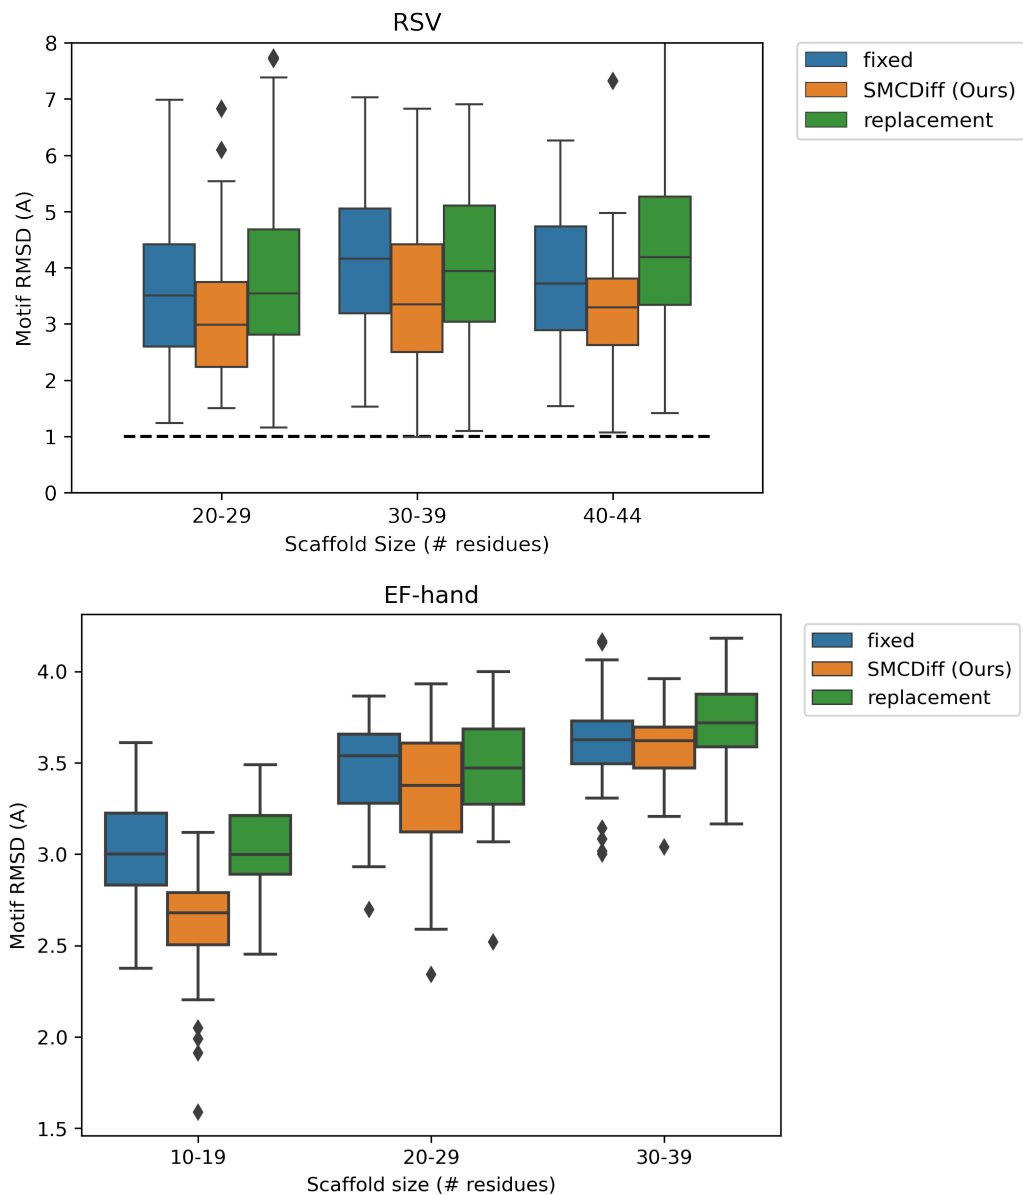 RSV
8
7
6
5
4
3
2
1
0
Motif RMSD (A)
20-29
30-39
40-44
Scaffold Size (# residues)
fixed
SMCDiff (Ours)
replacement
EF-hand
4.0
3.5
3.0
2.5
2.0
1.5
Motif RMSD (A)
10-19
20-29
30-39
Scaffold size (# residues)
fixed
SMCDiff (Ours)
replacement